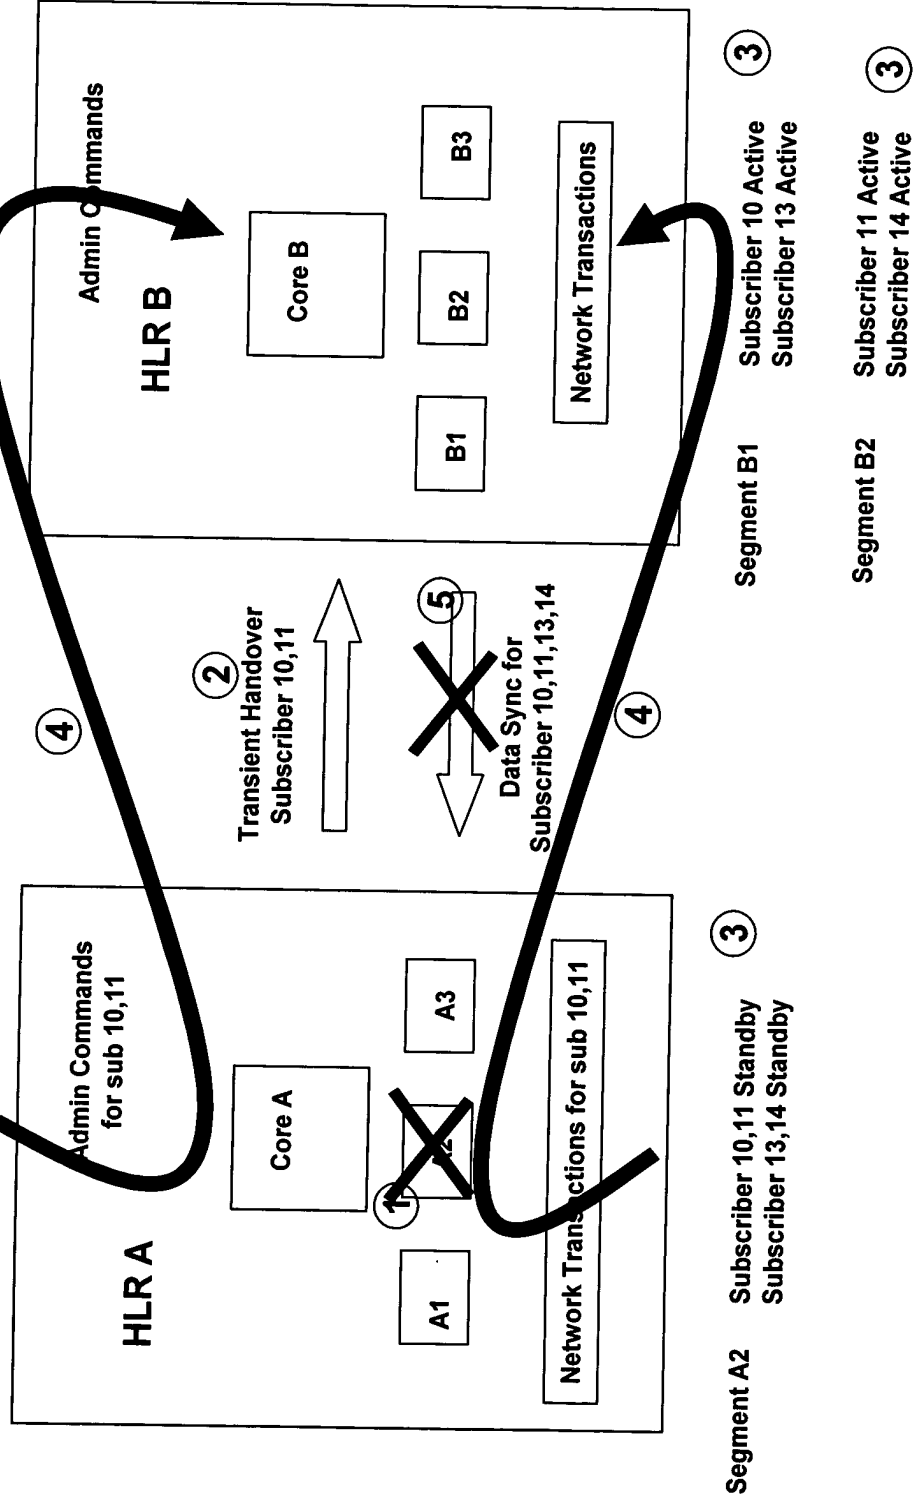 HLR A
Admin Commands
for sub 10,11
Core A
1
A1
A2
A3
Network Transactions for sub 10,11
Segment A2
Subscriber 10,11 Standby
Subscriber 13,14 Standby
3
4
2
Transient Handover
Subscriber 10,11
5
Data Sync for
Subscriber 10,11,13,14
4
HLR B
Admin Commands
Core B
B1
B2
B3
Network Transactions
Segment B1
Subscriber 10 Active
Subscriber 13 Active
3
Segment B2
Subscriber 11 Active
Subscriber 14 Active
3